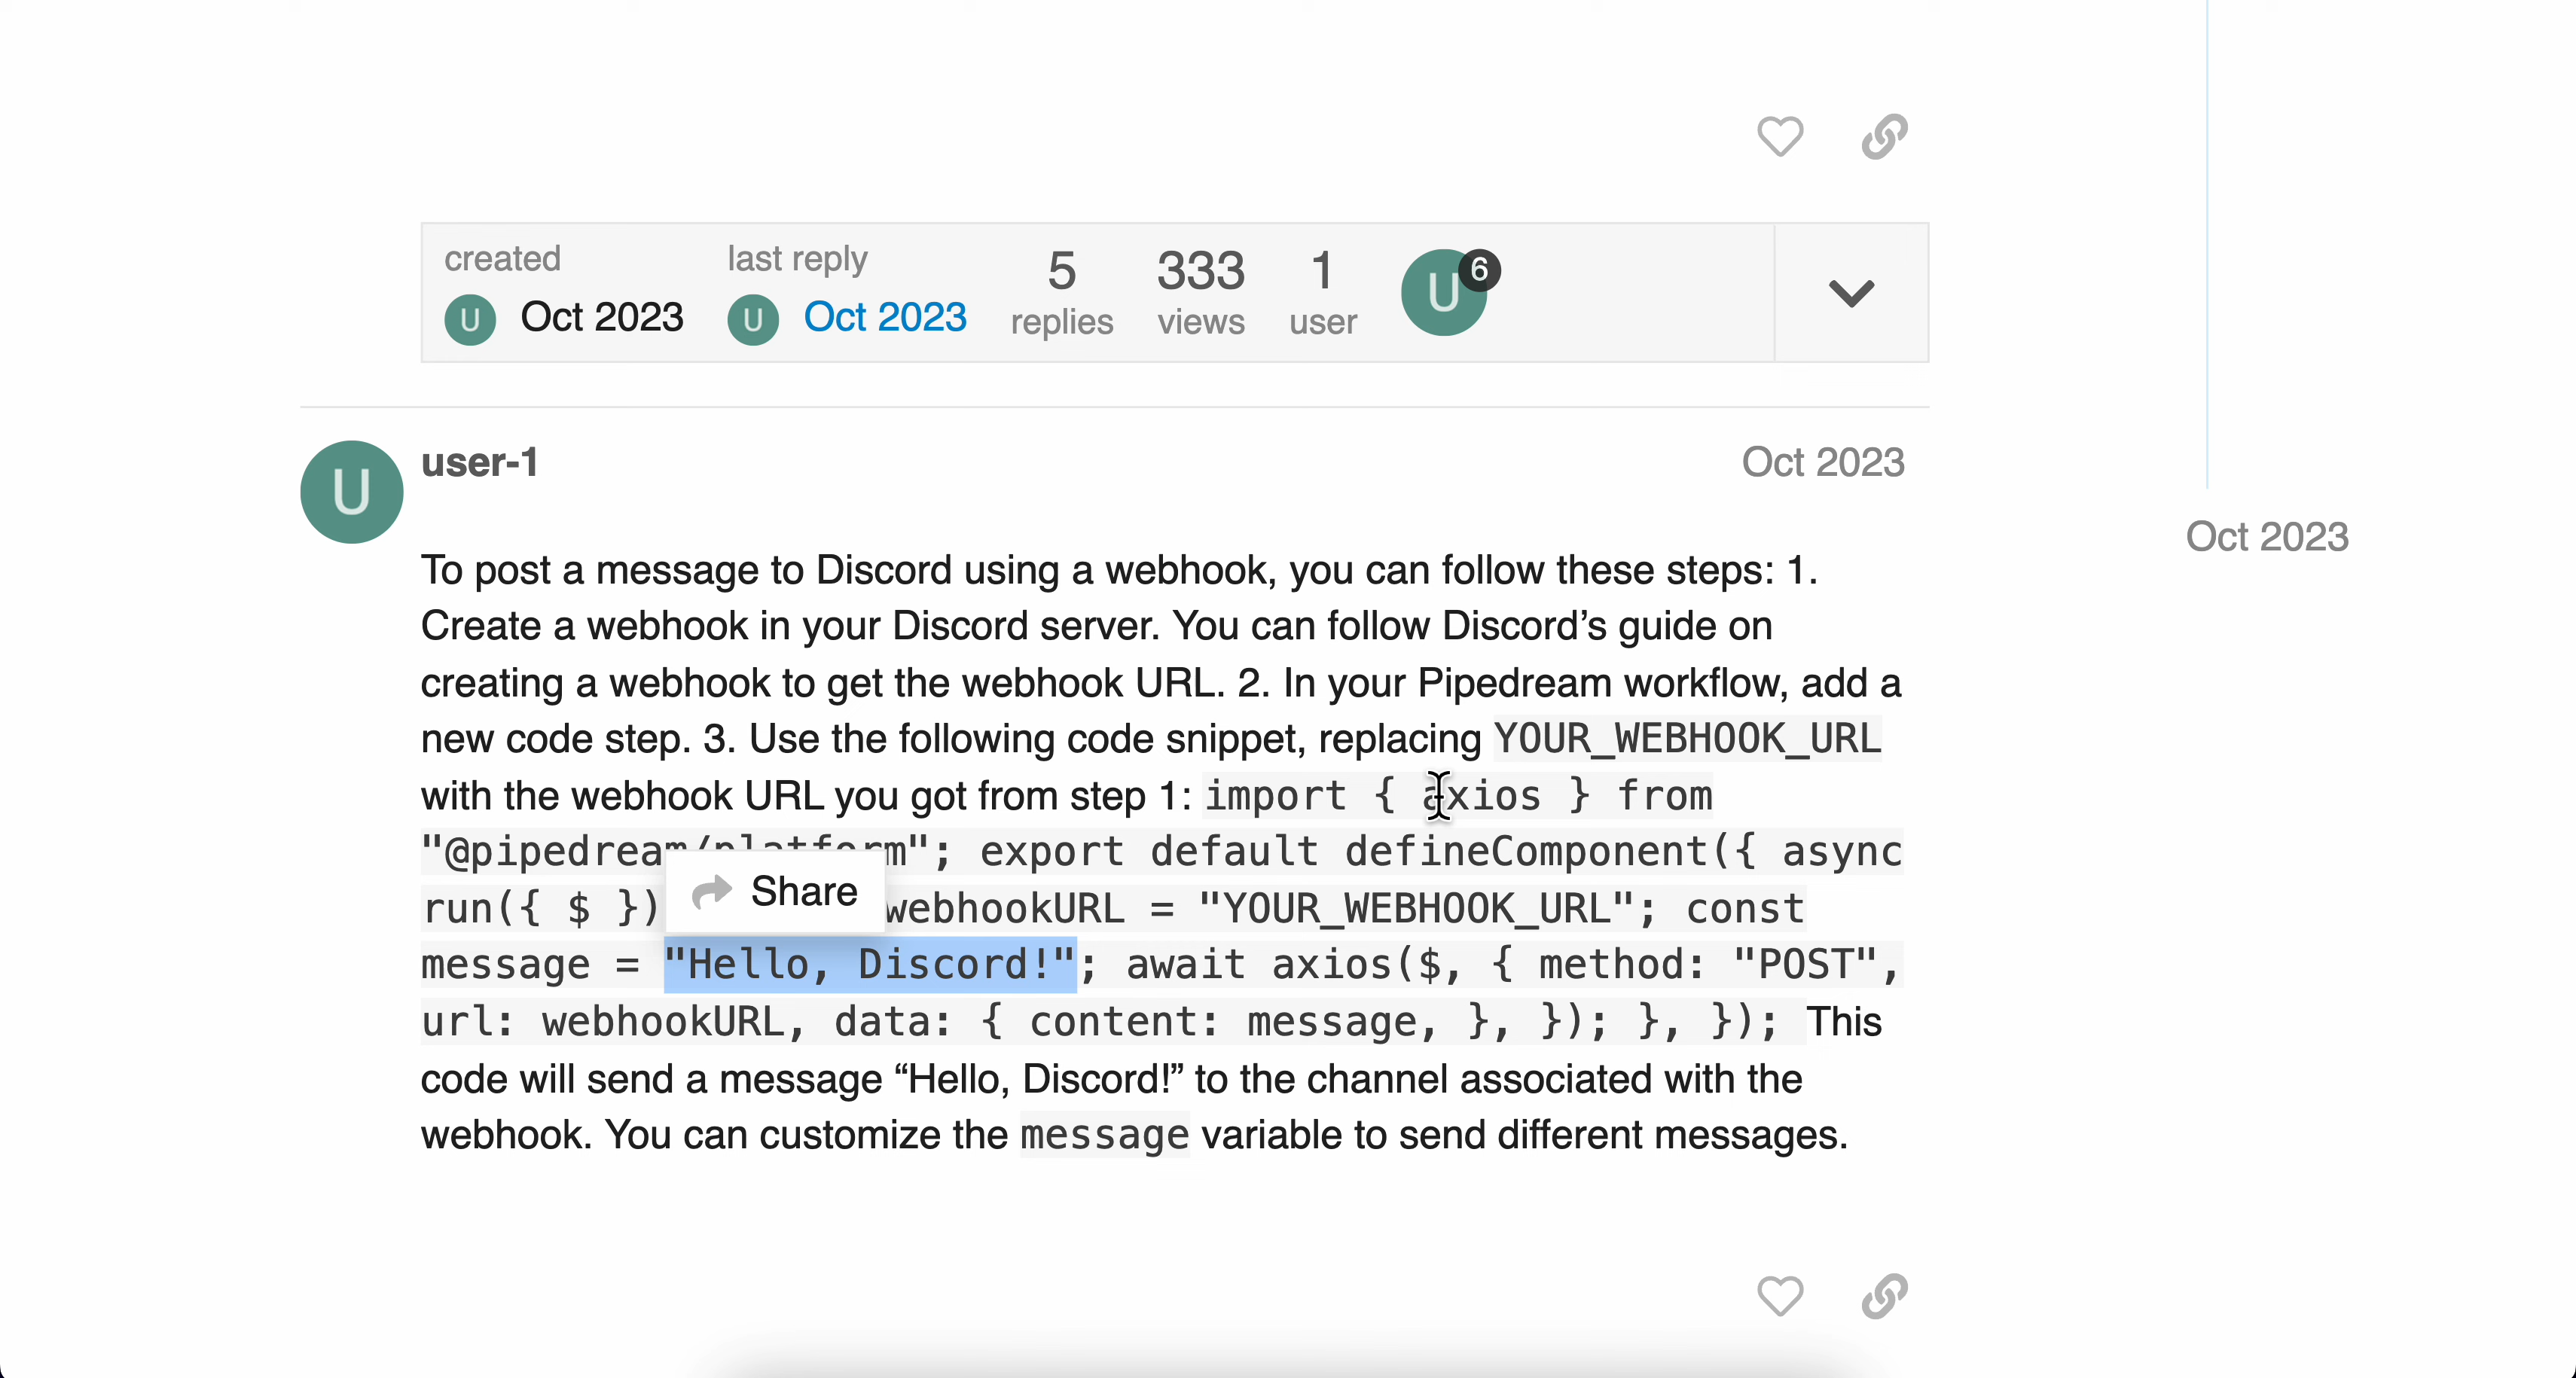 created
last reply
5
333
1
6
U Oct 2023
U Oct 2023
replies
views
user
U
U
user-1
Oct 2023
Oct 2023
To post a message to Discord using a webhook, you can follow these steps: 1.
Create a webhook in your Discord server. You can follow Discord’s guide on
creating a webhook to get the webhook URL. 2. In your Pipedream workflow, add a
new code step. 3. Use the following code snippet, replacing YOUR_WEBHOOK_URL
with the webhook URL you got from step 1: import { axios } from
"@pipedream/platform"; export default defineComponent({ async
run({ $ }) webhookURL = "YOUR_WEBHOOK_URL"; const
Share
message = "Hello, Discord!"; await axios($, { method: "POST",
url: webhookURL, data: { content: message, }, }); }, }); This
code will send a message “Hello, Discord!” to the channel associated with the
webhook. You can customize the message variable to send different messages.